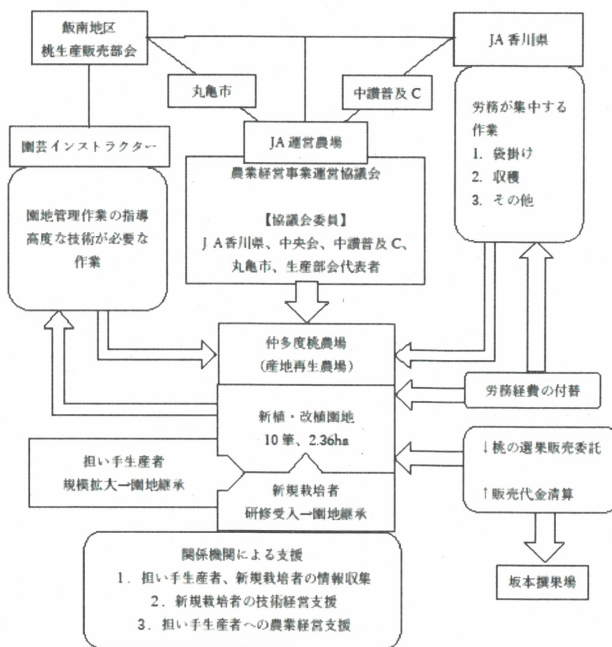 飯南地区
桃生産販売部会
JA香川県
丸亀市
中讃普及C
園芸インストラクター
JA運営農場
農業経営事業運営協議会
【協議会委員】
JA香川県、中央会、中讃普及C、
丸亀市、生産部会代表者
労務が集中する
作業
1. 袋掛け
2. 収穫
3. その他
園地管理作業の指導
高度な技術が必要な
作業
仲多度桃農場
(産地再生農場)
労務経費の付替
新植・改植園地
10筆、2.36ha
↓桃の選果販売委託
↑販売代金清算
担い手生産者
規模拡大→園地継承
新規栽培者
研修受入→園地継承
関係機関による支援
1. 担い手生産者、新規栽培者の情報収集
2. 新規栽培者の技術経営支援
3. 担い手生産者への農業経営支援
坂本撰果場